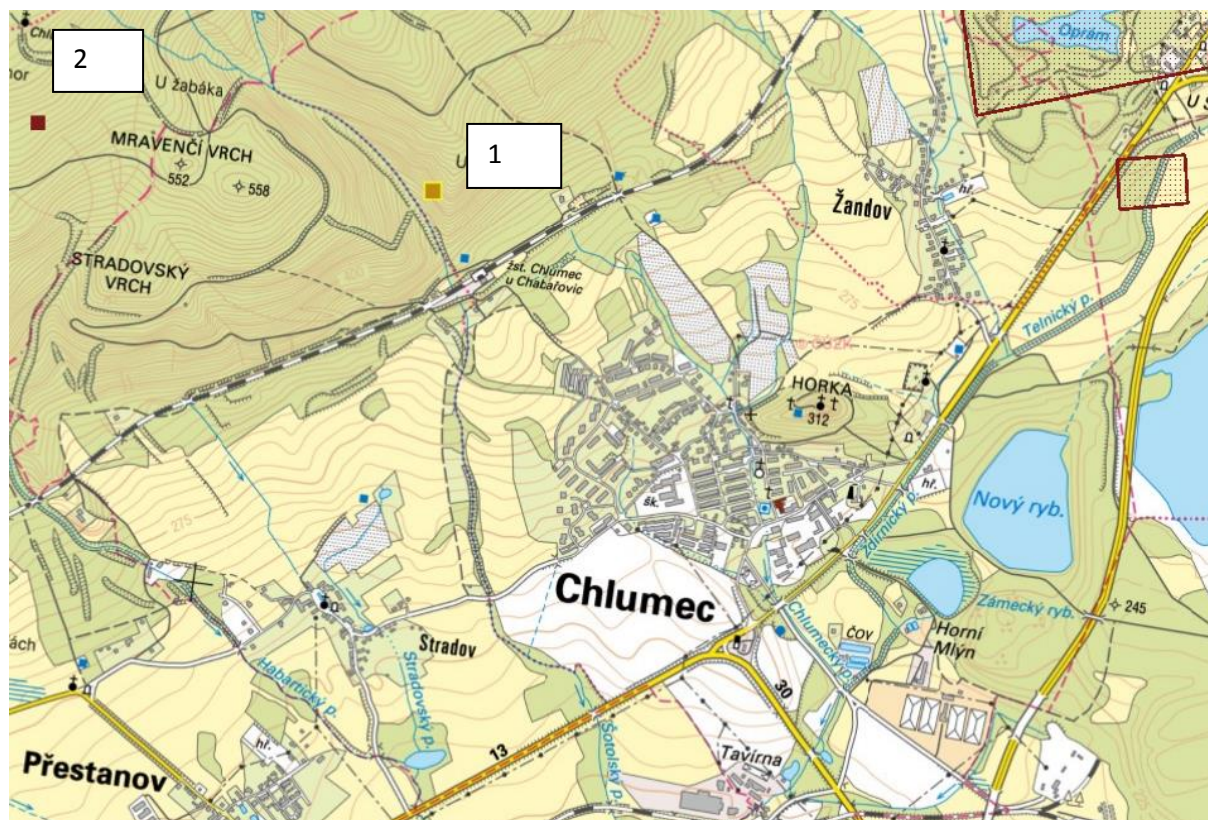 Oprám
2
U žabáka
MRAVENČÍ VRCH
552
558
1
STRADOVSKÝ
VRCH
žst. Chlumec
u Chabařovic
Žandov
hř.
275
Telnický p.
HORKA
312
Nový ryb.
hř.
šk.
Ždírnický p.
275
Chlumec
Zámecký ryb.
245
Stradov
Chlumecký p.
ČOV
Horní
Mlýn
Habartický p.
Stradovský p.
30
13
Šotolský p.
hř.
Tavírna
Přestanov